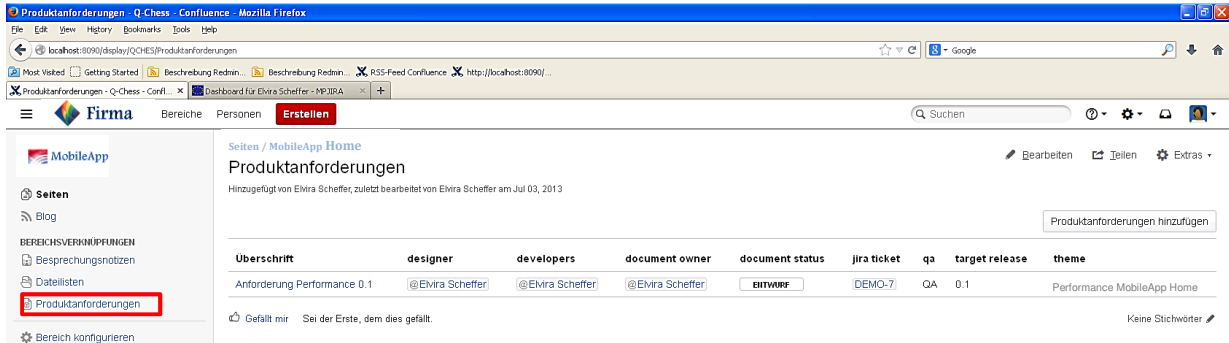 Produktanforderungen - Q-Chess - Confluence - Mozilla Firefox
File Edit View History Bookmarks Tools Help
localhost:8090/display/QCHES/Produktanforderungen
Google
Most Visited Getting Started Beschreibung Redmin... Beschreibung Redmin... RSS-Feed Confluence http://localhost:8090/...
Produktanforderungen - Q-Chess - Confl... Dashboard für Elvira Scheffer - MPJIRA
Firma Bereiche Personen Erstellen Suchen
MobileApp
Seiten
Blog
BEREICHSVERKNÜPFUNGEN
Besprechungsnotizen
Dateilisten
Produktanforderungen
Bereich konfigurieren
Seiten / MobileApp Home
Produktanforderungen
Hinzugefügt von Elvira Scheffer, zuletzt bearbeitet von Elvira Scheffer am Jul 03, 2013
Bearbeiten Teilen Extras
Produktanforderungen hinzufügen
Überschrift designer developers document owner document status jira ticket qa target release theme
Anforderung Performance 0.1 @Elvira Scheffer @Elvira Scheffer @Elvira Scheffer ENTWURF DEMO-7 QA 0.1 Performance MobileApp Home
Gefällt mir Sei der Erste, dem dies gefällt.
Keine Stichwörter